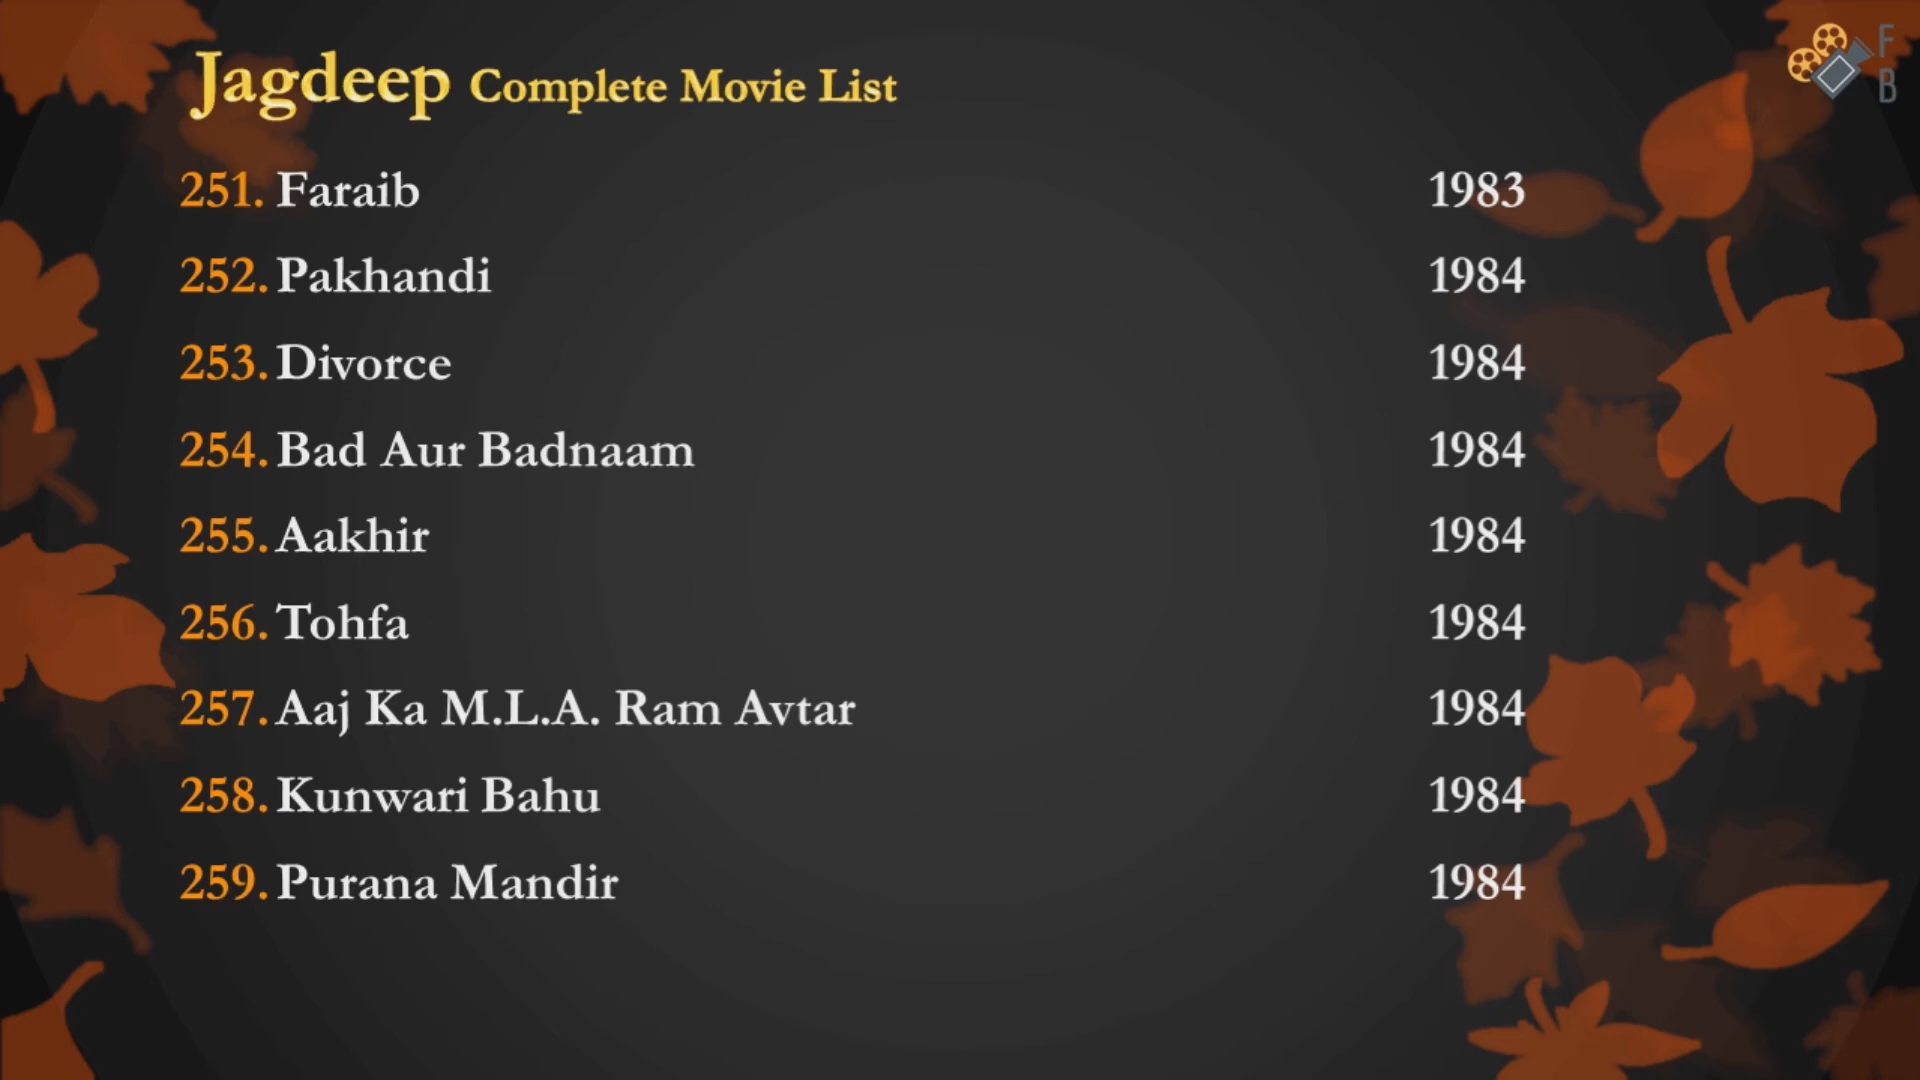 Jagdeep Complete Movie List
F
B
251. Faraib 1983
252. Pakhandi 1984
253. Divorce 1984
254. Bad Aur Badnaam 1984
255. Aakhir 1984
256. Tohfa 1984
257. Aaj Ka M.L.A. Ram Avtar 1984
258. Kunwari Bahu 1984
259. Purana Mandir 1984